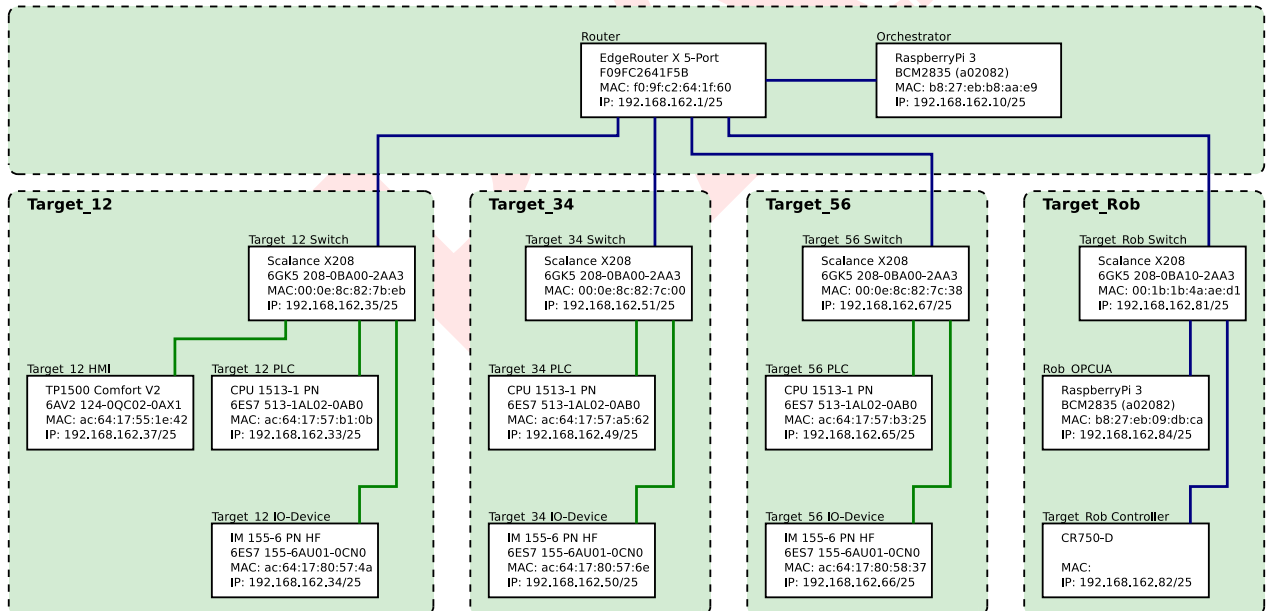 Router
EdgeRouter X 5-Port
F09FC2641F5B
MAC: f0:9f:c2:64:1f:60
IP: 192.168.162.1/25
Orchestrator
RaspberryPi 3
BCM2835 (a02082)
MAC: b8:27:eb:b8:aa:e9
IP: 192.168.162.10/25
Target_12
Target_12 Switch
Scalance X208
6GK5 208-0BA00-2AA3
MAC:00:0e:8c:82:7b:eb
IP: 192.168.162.35/25
Target_12 HMI
TP1500 Comfort V2
6AV2 124-0QC02-0AX1
MAC: ac:64:17:55:1e:42
IP: 192.168.162.37/25
Target_12 PLC
CPU 1513-1 PN
6ES7 513-1AL02-0AB0
MAC: ac:64:17:57:b1:0b
IP: 192.168.162.33/25
Target_12 IO-Device
IM 155-6 PN HF
6ES7 155-6AU01-0CN0
MAC: ac:64:17:80:57:4a
IP: 192.168.162.34/25
Target_34
Target_34 Switch
Scalance X208
6GK5 208-0BA00-2AA3
MAC: 00:0e:8c:82:7c:00
IP: 192.168.162.51/25
Target_34 PLC
CPU 1513-1 PN
6ES7 513-1AL02-0AB0
MAC: ac:64:17:57:a5:62
IP: 192.168.162.49/25
Target_34 IO-Device
IM 155-6 PN HF
6ES7 155-6AU01-0CN0
MAC: ac:64:17:80:57:6e
IP: 192.168.162.50/25
Target_56
Target_56 Switch
Scalance X208
6GK5 208-0BA00-2AA3
MAC: 00:0e:8c:82:7c:38
IP: 192.168.162.67/25
Target_56 PLC
CPU 1513-1 PN
6ES7 513-1AL02-0AB0
MAC: ac:64:17:57:b3:25
IP: 192.168.162.65/25
Target_56 IO-Device
IM 155-6 PN HF
6ES7 155-6AU01-0CN0
MAC: ac:64:17:80:58:37
IP: 192.168.162.66/25
Target_Rob
Target_Rob Switch
Scalance X208
6GK5 208-0BA10-2AA3
MAC: 00:1b:1b:4a:ae:d1
IP: 192.168.162.81/25
Rob_OPCUA
RaspberryPi 3
BCM2835 (a02082)
MAC: b8:27:eb:09:db:ca
IP: 192.168.162.84/25
Target_Rob Controller
CR750-D
MAC:
IP: 192.168.162.82/25